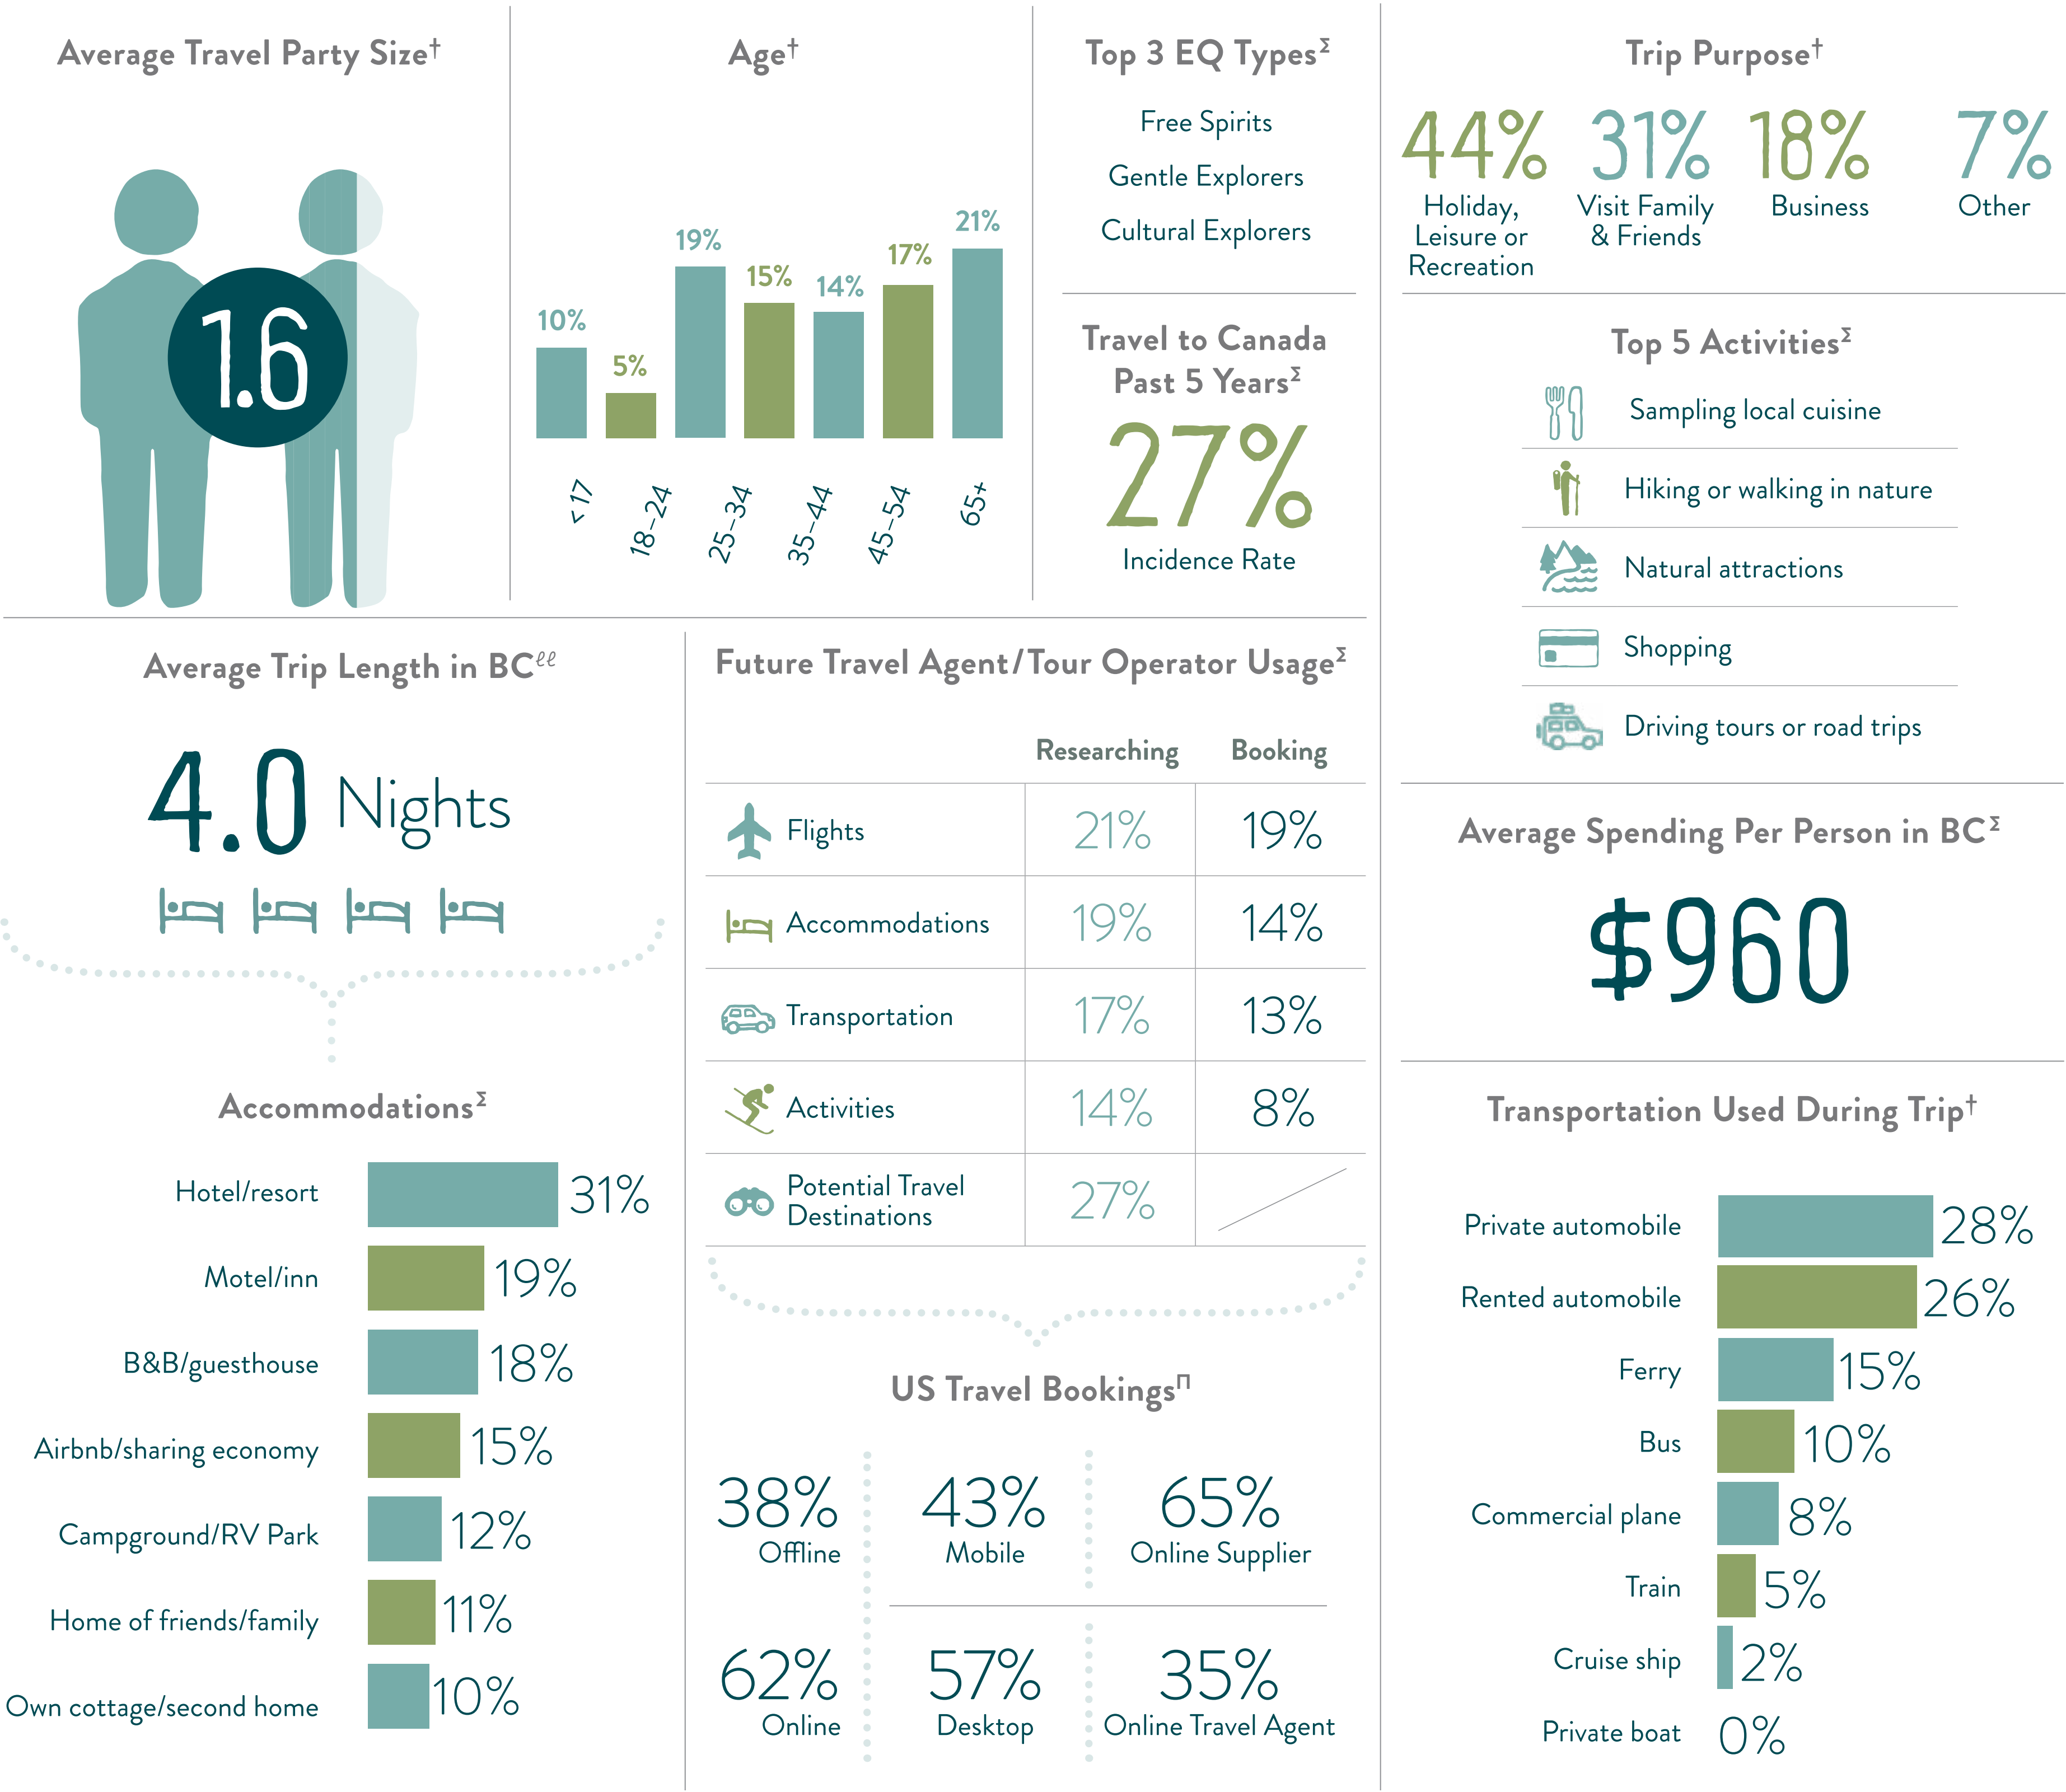 Average Travel Party Size†
1.6
Age†
10%
5%
19%
15%
14%
17%
21%
<17
18–24
25–34
35–44
45–54
65+
Top 3 EQ Types Σ
Free Spirits
Gentle Explorers
Cultural Explorers
Travel to Canada
Past 5 Years Σ
27%
Incidence Rate
Trip Purpose†
44%
Holiday,
Leisure or
Recreation
31%
Visit Family
& Friends
18%
Business
7%
Other
Top 5 Activities Σ
Sampling local cuisine
Hiking or walking in nature
Natural attractions
Shopping
Driving tours or road trips
Average Trip Length in BC ℓℓ
4.0 Nights
Accommodations Σ
Hotel/resort 31%
Motel/inn 19%
B&B/guesthouse 18%
Airbnb/sharing economy 15%
Campground/RV Park 12%
Home of friends/family 11%
Own cottage/second home 10%
Future Travel Agent/Tour Operator Usage Σ
Researching Booking
Flights 21% 19%
Accommodations 19% 14%
Transportation 17% 13%
Activities 14% 8%
Potential Travel
Destinations 27%
US Travel Bookings Π
38% 43% 65%
Offline Mobile Online Supplier
62% 57% 35%
Online Desktop Online Travel Agent
Average Spending Per Person in BC Σ
$960
Transportation Used During Trip†
Private automobile 28%
Rented automobile 26%
Ferry 15%
Bus 10%
Commercial plane 8%
Train 5%
Cruise ship 2%
Private boat 0%